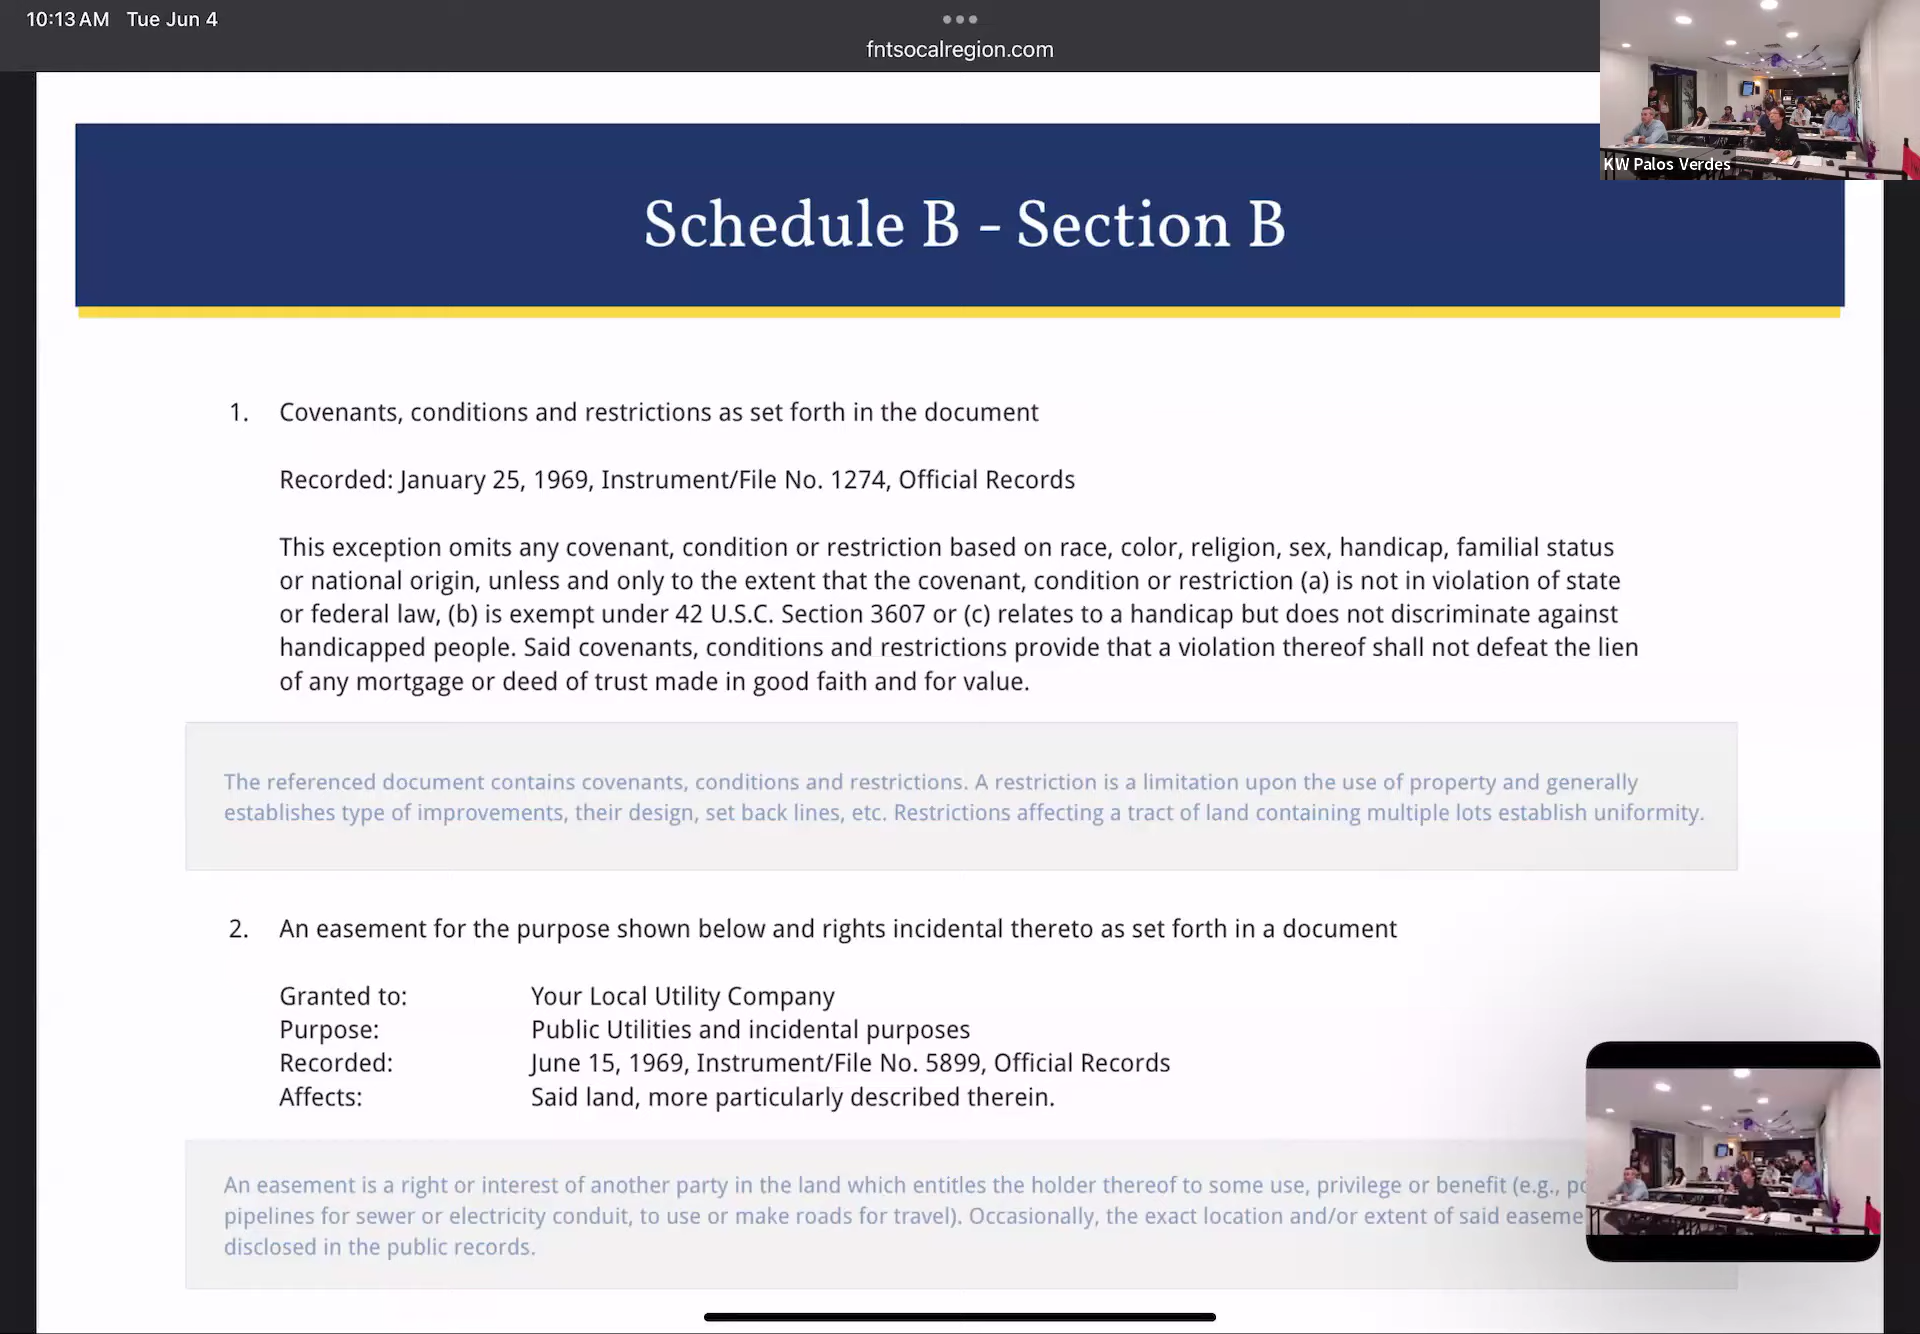 10:13 AM Tue Jun 4
fntsocalregion.com
KW Palos Verdes
Schedule B - Section B
1. Covenants, conditions and restrictions as set forth in the document
Recorded: January 25, 1969, Instrument/File No. 1274, Official Records
This exception omits any covenant, condition or restriction based on race, color, religion, sex, handicap, familial status
or national origin, unless and only to the extent that the covenant, condition or restriction (a) is not in violation of state
or federal law, (b) is exempt under 42 U.S.C. Section 3607 or (c) relates to a handicap but does not discriminate against
handicapped people. Said covenants, conditions and restrictions provide that a violation thereof shall not defeat the lien
of any mortgage or deed of trust made in good faith and for value.
The referenced document contains covenants, conditions and restrictions. A restriction is a limitation upon the use of property and generally
establishes type of improvements, their design, set back lines, etc. Restrictions affecting a tract of land containing multiple lots establish uniformity.
2. An easement for the purpose shown below and rights incidental thereto as set forth in a document
Granted to: Your Local Utility Company
Purpose: Public Utilities and incidental purposes
Recorded: June 15, 1969, Instrument/File No. 5899, Official Records
Affects: Said land, more particularly described therein.
An easement is a right or interest of another party in the land which entitles the holder thereof to some use, privilege or benefit (e.g.,
pipelines for sewer or electricity conduit, to use or make roads for travel). Occasionally, the exact location and/or extent of said
disclosed in the public records.